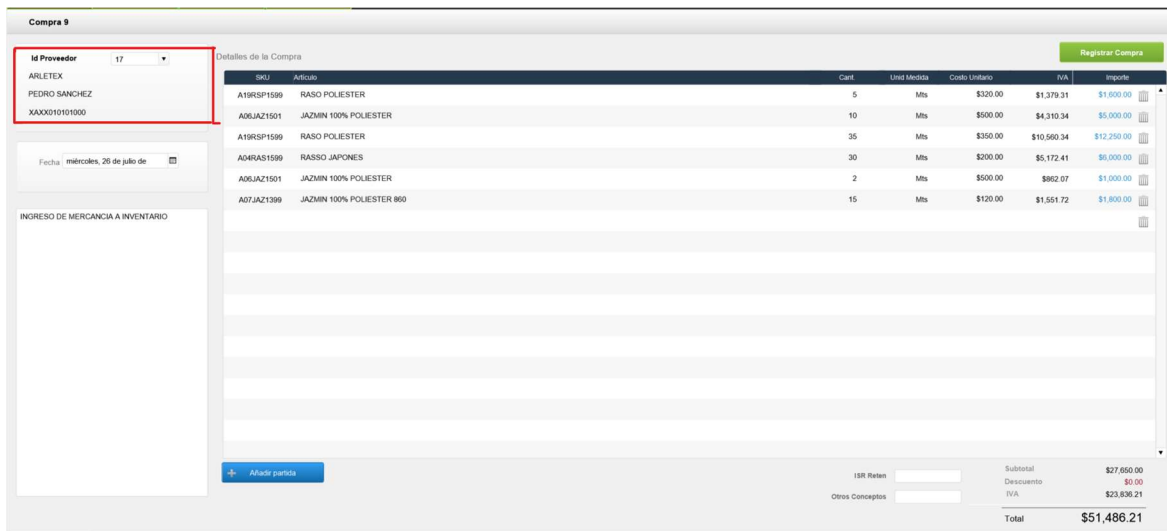 Compra 9
Id Proveedor 17
ARLETEX
PEDRO SANCHEZ
XAXX010101000
Fecha miércoles, 26 de julio de
INGRESO DE MERCANCIA A INVENTARIO
Detalles de la Compra
Registrar Compra
SKU Artículo Cant. Unid Medida Costo Unitario IVA Importe
A19RSP1599 RASO POLIESTER 5 Mts $320.00 $1,379.31 $1,600.00
A06JAZ1501 JAZMIN 100% POLIESTER 10 Mts $500.00 $4,310.34 $5,000.00
A19RSP1599 RASO POLIESTER 35 Mts $350.00 $10,560.34 $12,250.00
A04RAS1599 RASSO JAPONES 30 Mts $200.00 $5,172.41 $6,000.00
A06JAZ1501 JAZMIN 100% POLIESTER 2 Mts $500.00 $862.07 $1,000.00
A07JAZ1399 JAZMIN 100% POLIESTER 860 15 Mts $120.00 $1,551.72 $1,800.00
+ Añadir partida
ISR Reten
Otros Conceptos
Subtotal $27,650.00
Descuento $0.00
IVA $23,836.21
Total $51,486.21